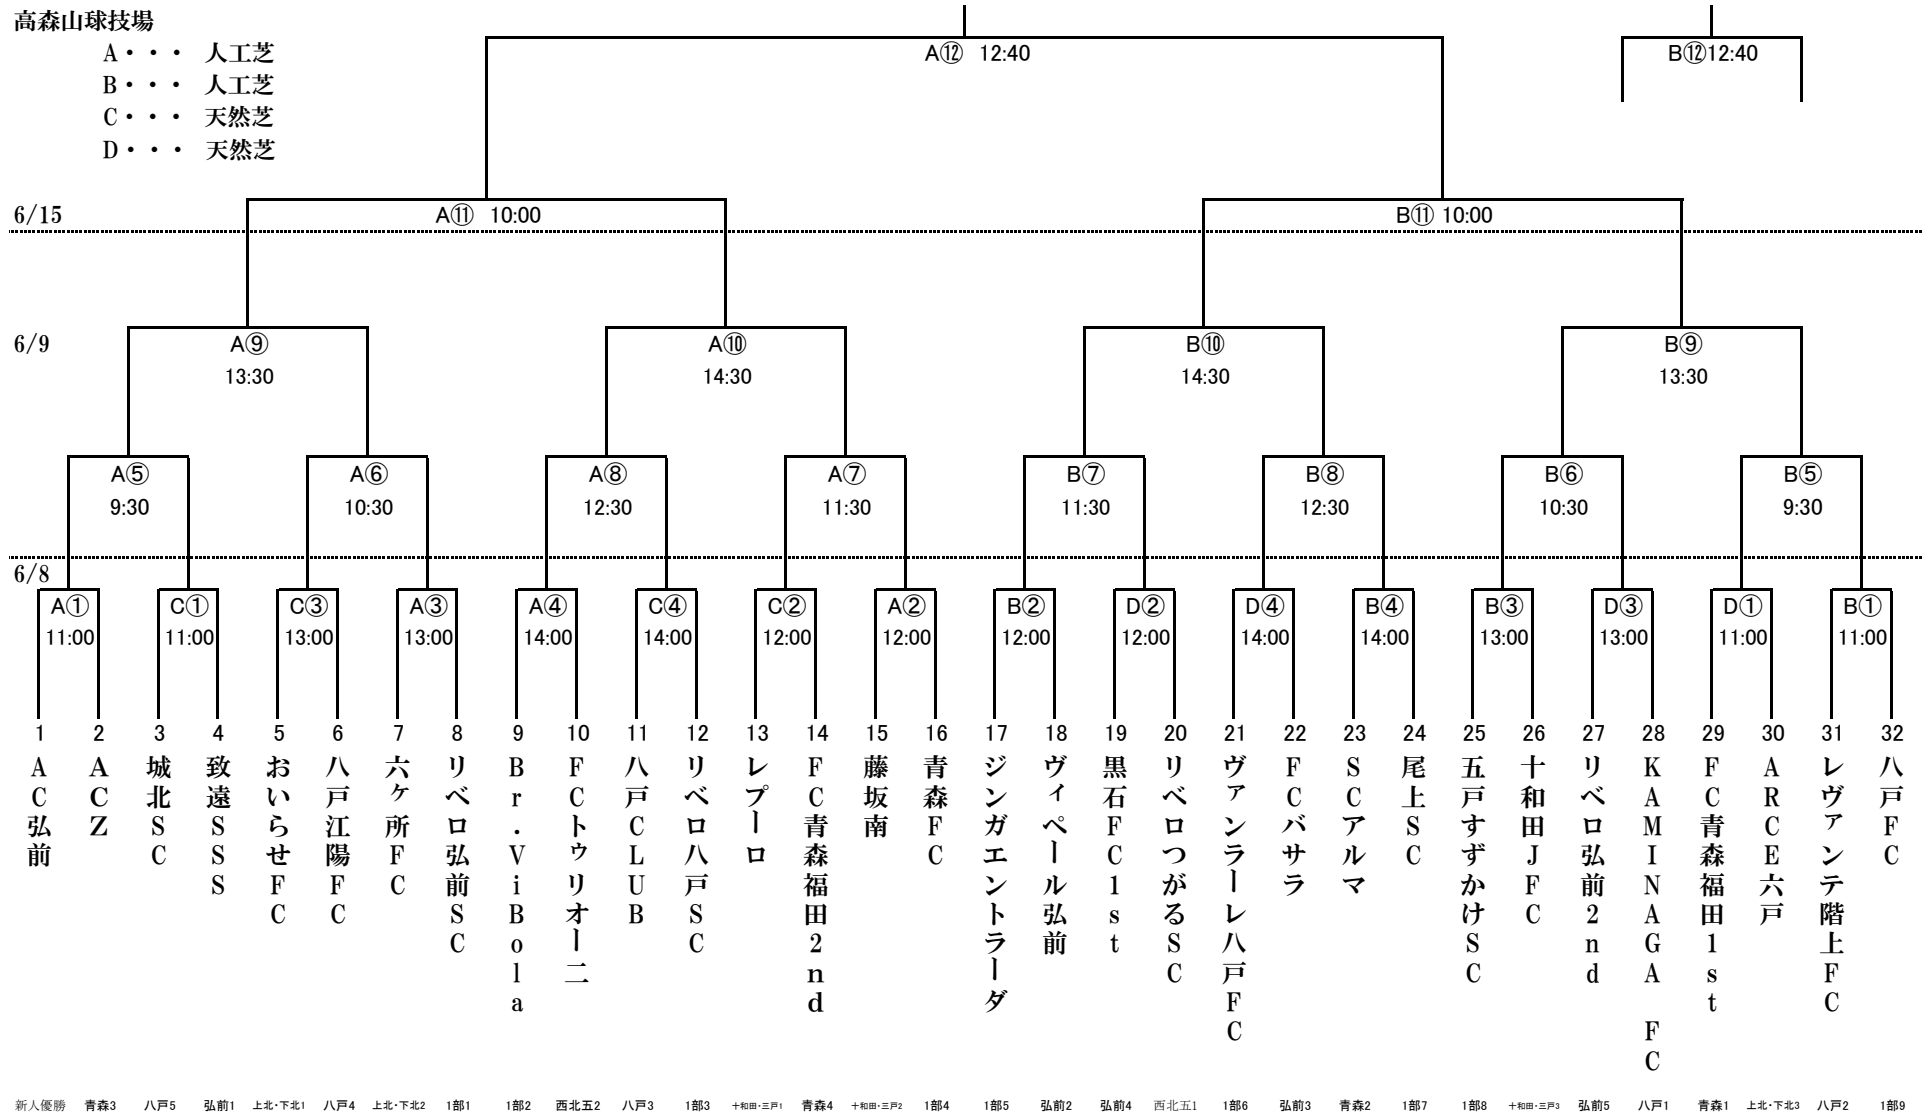 高森山球技場
A・・・ 人工芝
B・・・ 人工芝
C・・・ 天然芝
D・・・ 天然芝
A⑫ 12:40
B⑫12:40
6/15
A⑪ 10:00
B⑪ 10:00
6/9
A⑨ A⑩ B⑩ B⑨
13:30 14:30 14:30 13:30
A⑤ A⑥ A⑧ A⑦ B⑦ B⑧ B⑥ B⑤
9:30 10:30 12:30 11:30 11:30 12:30 10:30 9:30
6/8
A① C① C③ A③ A④ C④ C② A② B② D② D④ B④ B③ D③ D① B①
11:00 11:00 13:00 13:00 14:00 14:00 12:00 12:00 12:00 12:00 14:00 14:00 13:00 13:00 11:00 11:00
1 2 3 4 5 6 7 8 9 10 11 12 13 14 15 16 17 18 19 20 21 22 23 24 25 26 27 28 29 30 31 32
AC弘前
ACZ
城北SC
致遠SSS
おいらせFC
八戸江陽FC
六ケ所FC
リベロ弘前SC
Br.ViBola
FCトゥリオーニ
八戸CLUB
リベロ八戸SC
レプーロ
FC青森福田2nd
藤坂南
青森FC
ジンガエントラーダ
ヴィペール弘前
黒石FC1st
リベロつがるSC
ヴァンラーレ八戸FC
FCバサラ
SCアルマ
尾上SC
五戸すずかけSC
十和田JFC
リベロ弘前2nd
KAMINAGA FC
FC青森福田1st
ARCE六戸
レヴァンテ階上FC
八戸FC
新人優勝 青森3 八戸5 弘前1 上北・下北1 八戸4 上北・下北2 1部1 1部2 西北五2 八戸3 1部3 十和田・三戸1 青森4 十和田・三戸2 1部4 1部5 弘前2 弘前4 西北五1 1部6 弘前3 青森2 1部7 1部8 十和田・三戸3 弘前5 八戸1 青森1 上北・下北3 八戸2 1部9